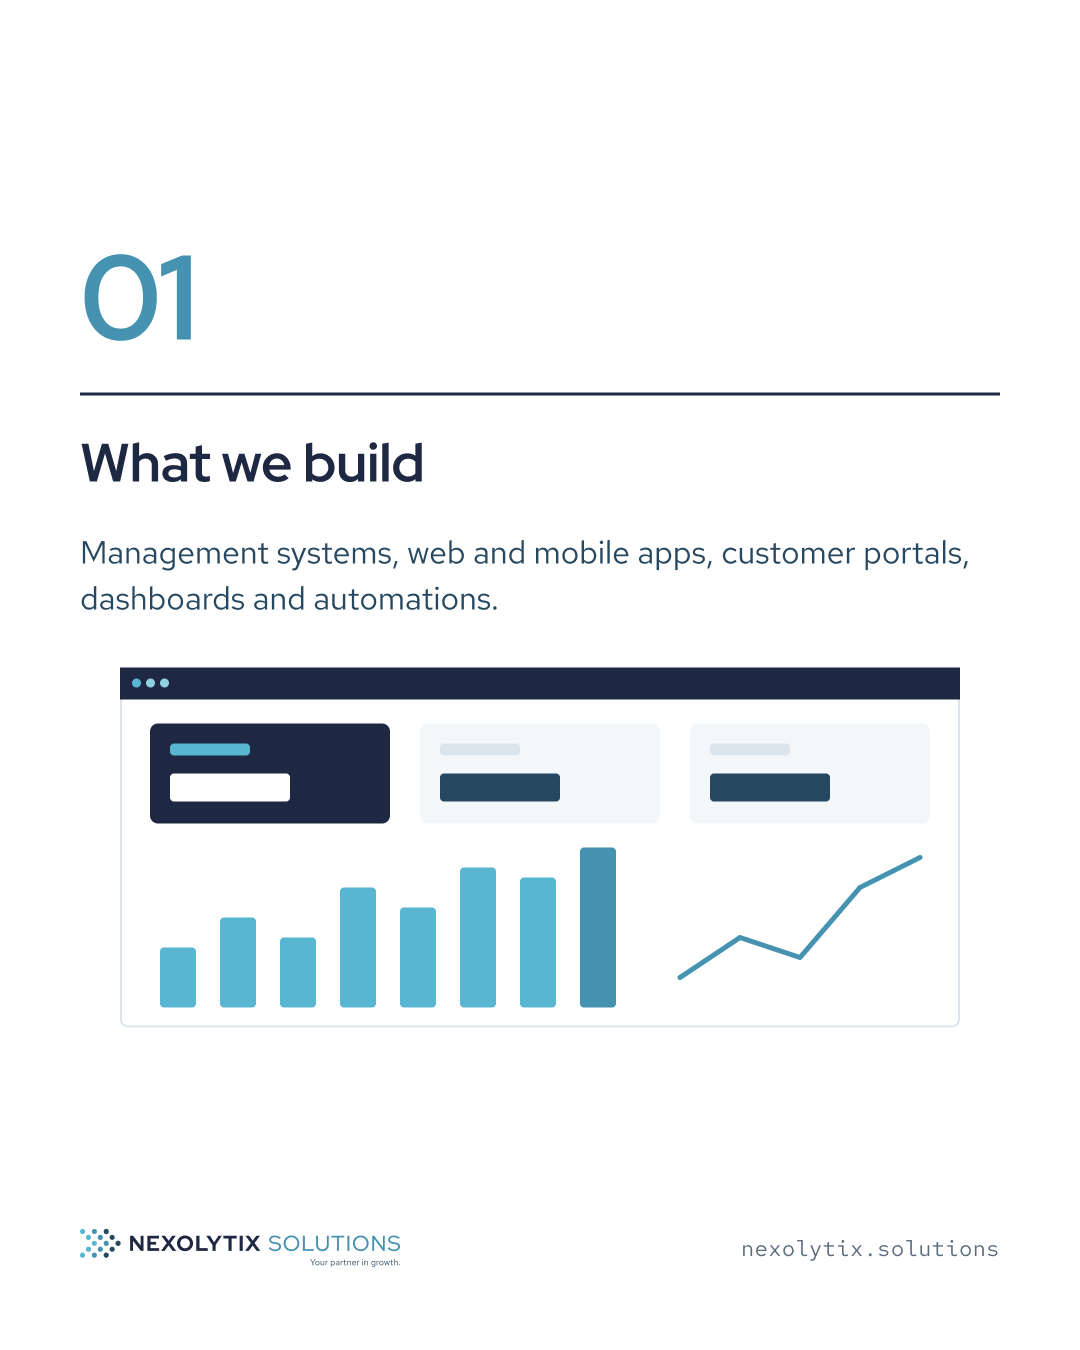 01
What we build
Management systems, web and mobile apps, customer portals,
dashboards and automations.
NEXOLYTIX SOLUTIONS
Your partner in growth.
nexolytix.solutions